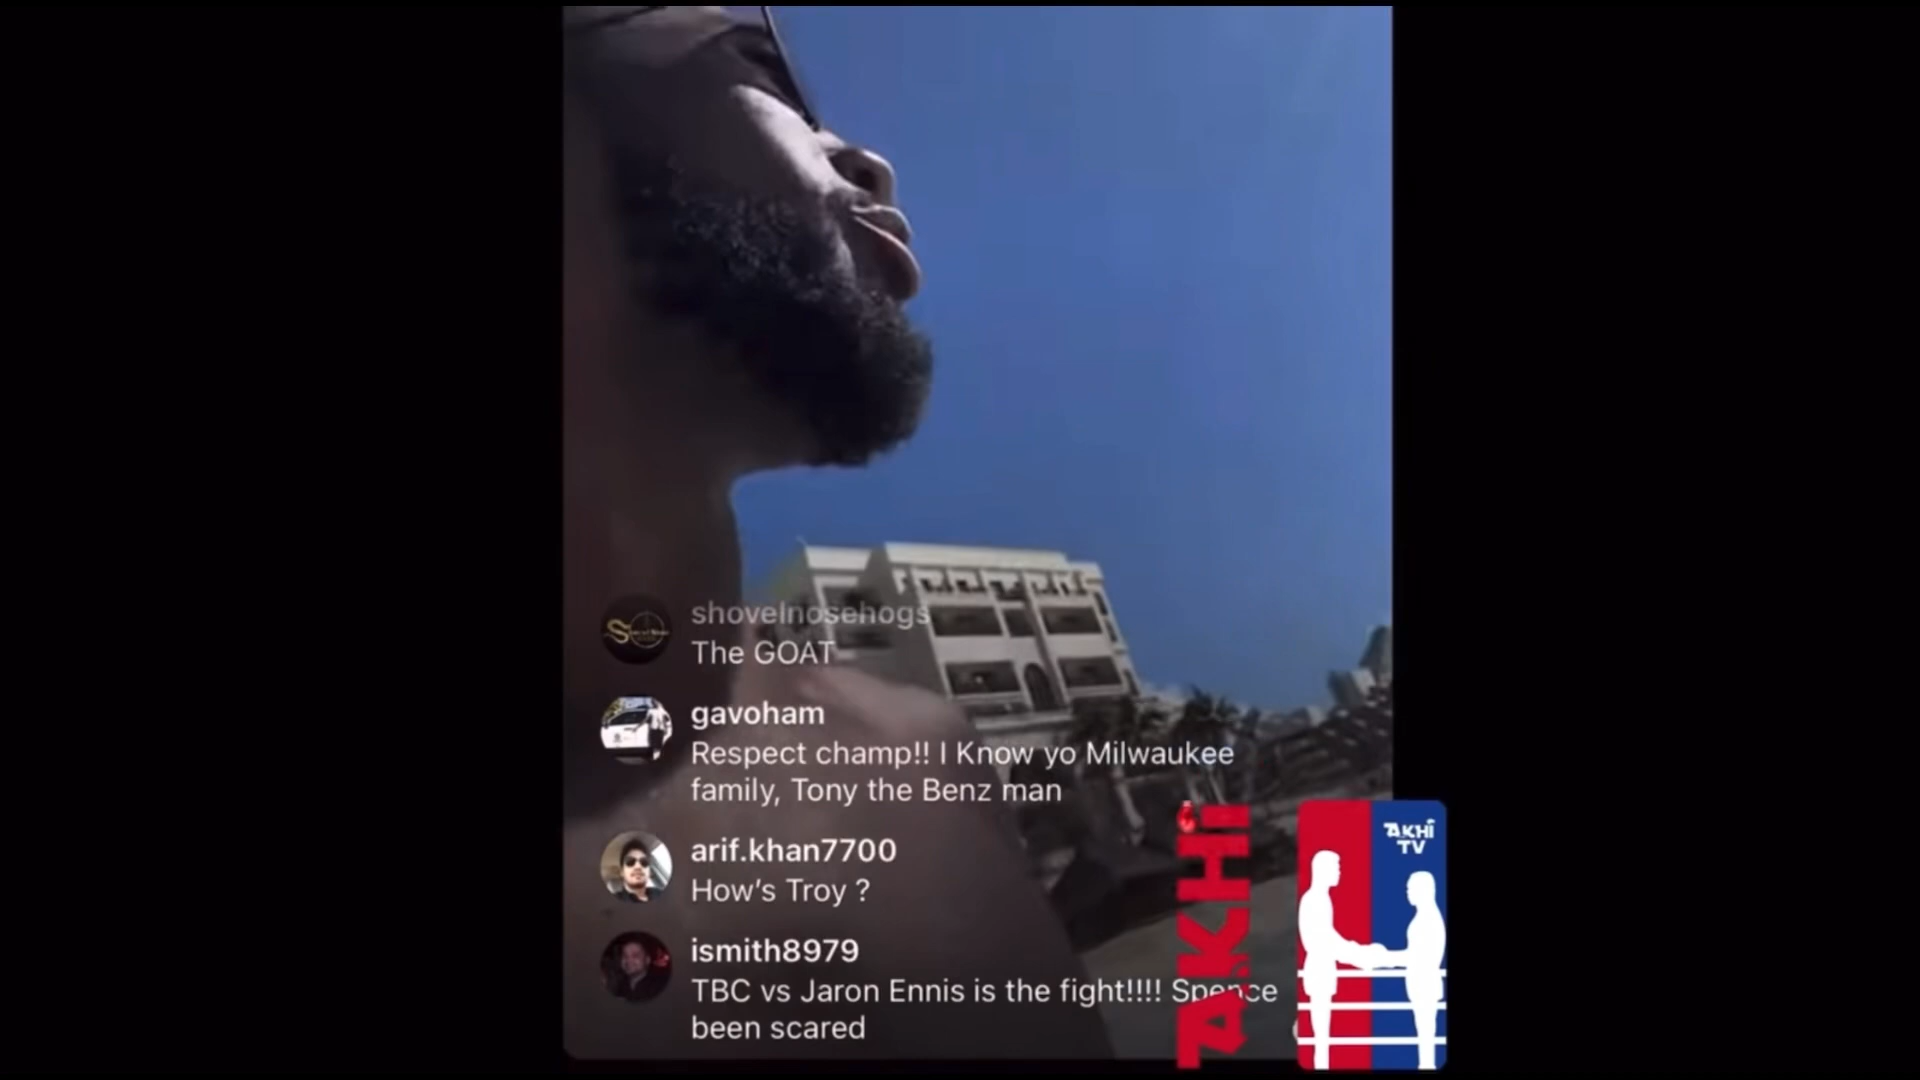 shovelnosehogs
The GOAT
gavoham
Respect champ!! I Know yo Milwaukee
family, Tony the Benz man
arif.khan7700
How's Troy ?
ismith8979
TBC vs Jaron Ennis is the fight!!!! Spence
been scared
AKHi
AKHi
TV